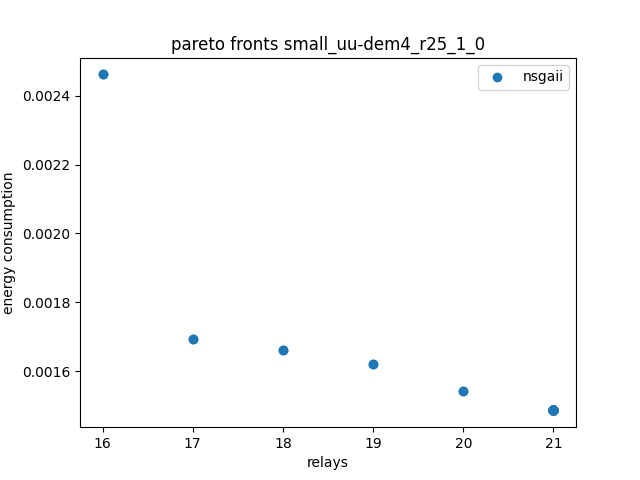 pareto fronts small_uu-dem4_r25_1_0
nsgaii
0.0024
0.0022
0.0020
0.0018
0.0016
energy consumption
16 17 18 19 20 21
relays